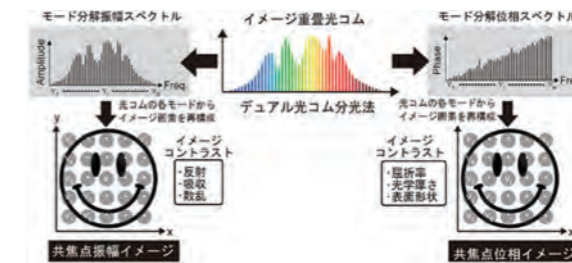 モード分解振幅スペクトル
イメージ重畳光コム
モード分解位相スペクトル
Amplitude
Freq.
デュアル光コム分光法
Phase
Freq
光コムの各モードから
イメージ画素を再構成
光コムの各モードから
イメージ画素を再構成
y
イメージ
コントラスト
・反射
・吸収
・散乱
x
共焦点振幅イメージ
イメージ
コントラスト
・屈折率
・光学厚さ
・表面形状
y
x
共焦点位相イメージ